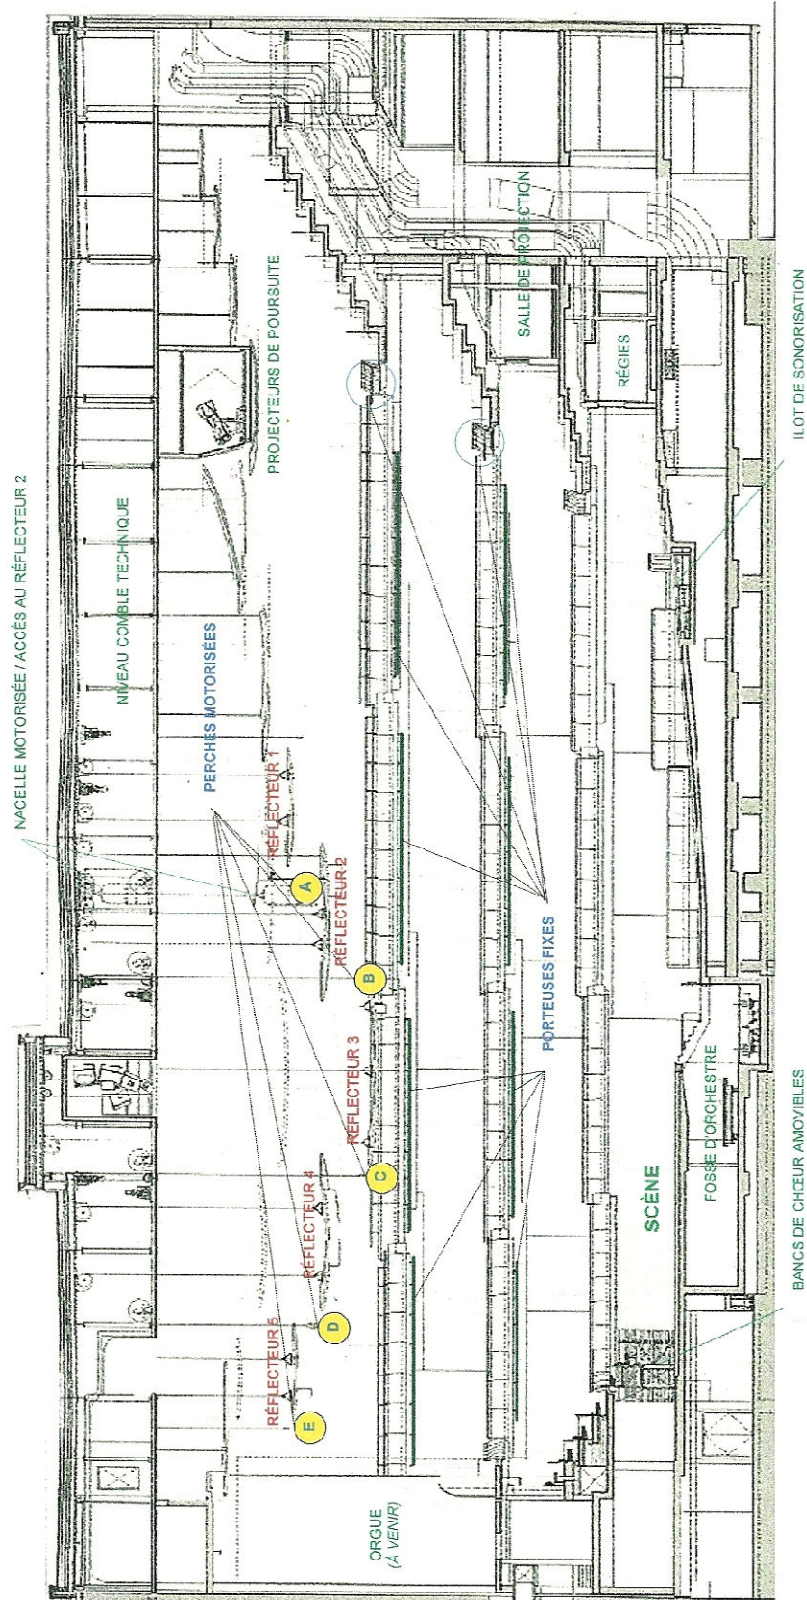 NACELLE MOTORISÉE / ACCÈS AU RÉFLECTEUR 2
NIVEAU COMBLE TECHNIQUE
PERCHES MOTORISÉES
PROJECTEURS DE POURSUITE
RÉFLECTEUR 5
RÉFLECTEUR 4
RÉFLECTEUR 3
RÉFLECTEUR 2
RÉFLECTEUR 1
E
D
C
B
A
ORGUE
(À VENIR)
PORTEUSES FIXES
SALLE DE PROJECTION
RÉGIES
SCÈNE
FOSSE D'ORCHESTRE
BANCS DE CHŒUR AMOVIBLES
ILOT DE SONORISATION